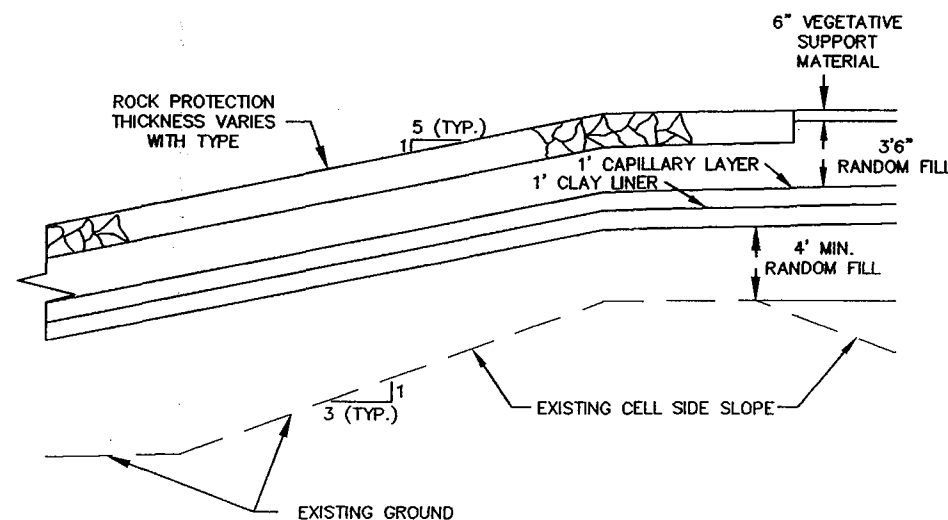 6" VEGETATIVE
SUPPORT
MATERIAL
ROCK PROTECTION
THICKNESS VARIES
WITH TYPE
5 (TYP.)
1
3'6"
RANDOM FILL
1' CAPILLARY LAYER
1' CLAY LINER
4' MIN.
RANDOM FILL
1
3 (TYP.)
EXISTING CELL SIDE SLOPE
EXISTING GROUND